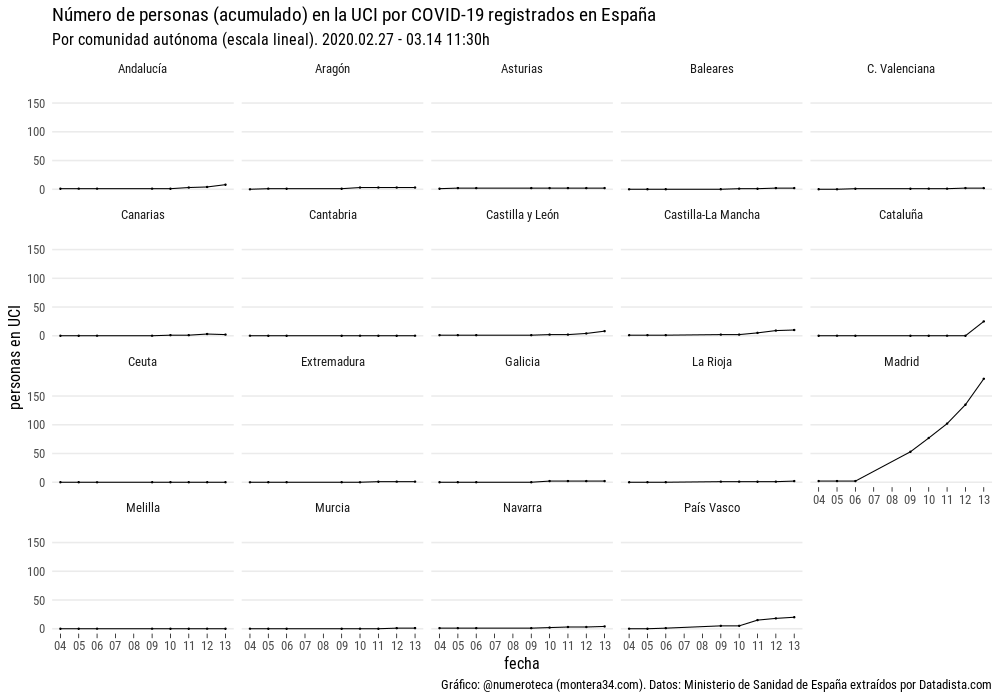 Número de personas (acumulado) en la UCI por COVID-19 registrados en España
Por comunidad autónoma (escala lineal). 2020.02.27 - 03.14 11:30h
Andalucía Aragón Asturias Baleares C. Valenciana
150
100
50
0
Canarias Cantabria Castilla y León Castilla-La Mancha Cataluña
150
100
50
0
personas en UCI
Ceuta Extremadura Galicia La Rioja Madrid
150
100
50
0
04 05 06 07 08 09 10 11 12 13
Melilla Murcia Navarra País Vasco
150
100
50
0
04 05 06 07 08 09 10 11 12 13 04 05 06 07 08 09 10 11 12 13 04 05 06 07 08 09 10 11 12 13 04 05 06 07 08 09 10 11 12 13
fecha
Gráfico: @numeroteca (montera34.com). Datos: Ministerio de Sanidad de España extraídos por Datadista.com